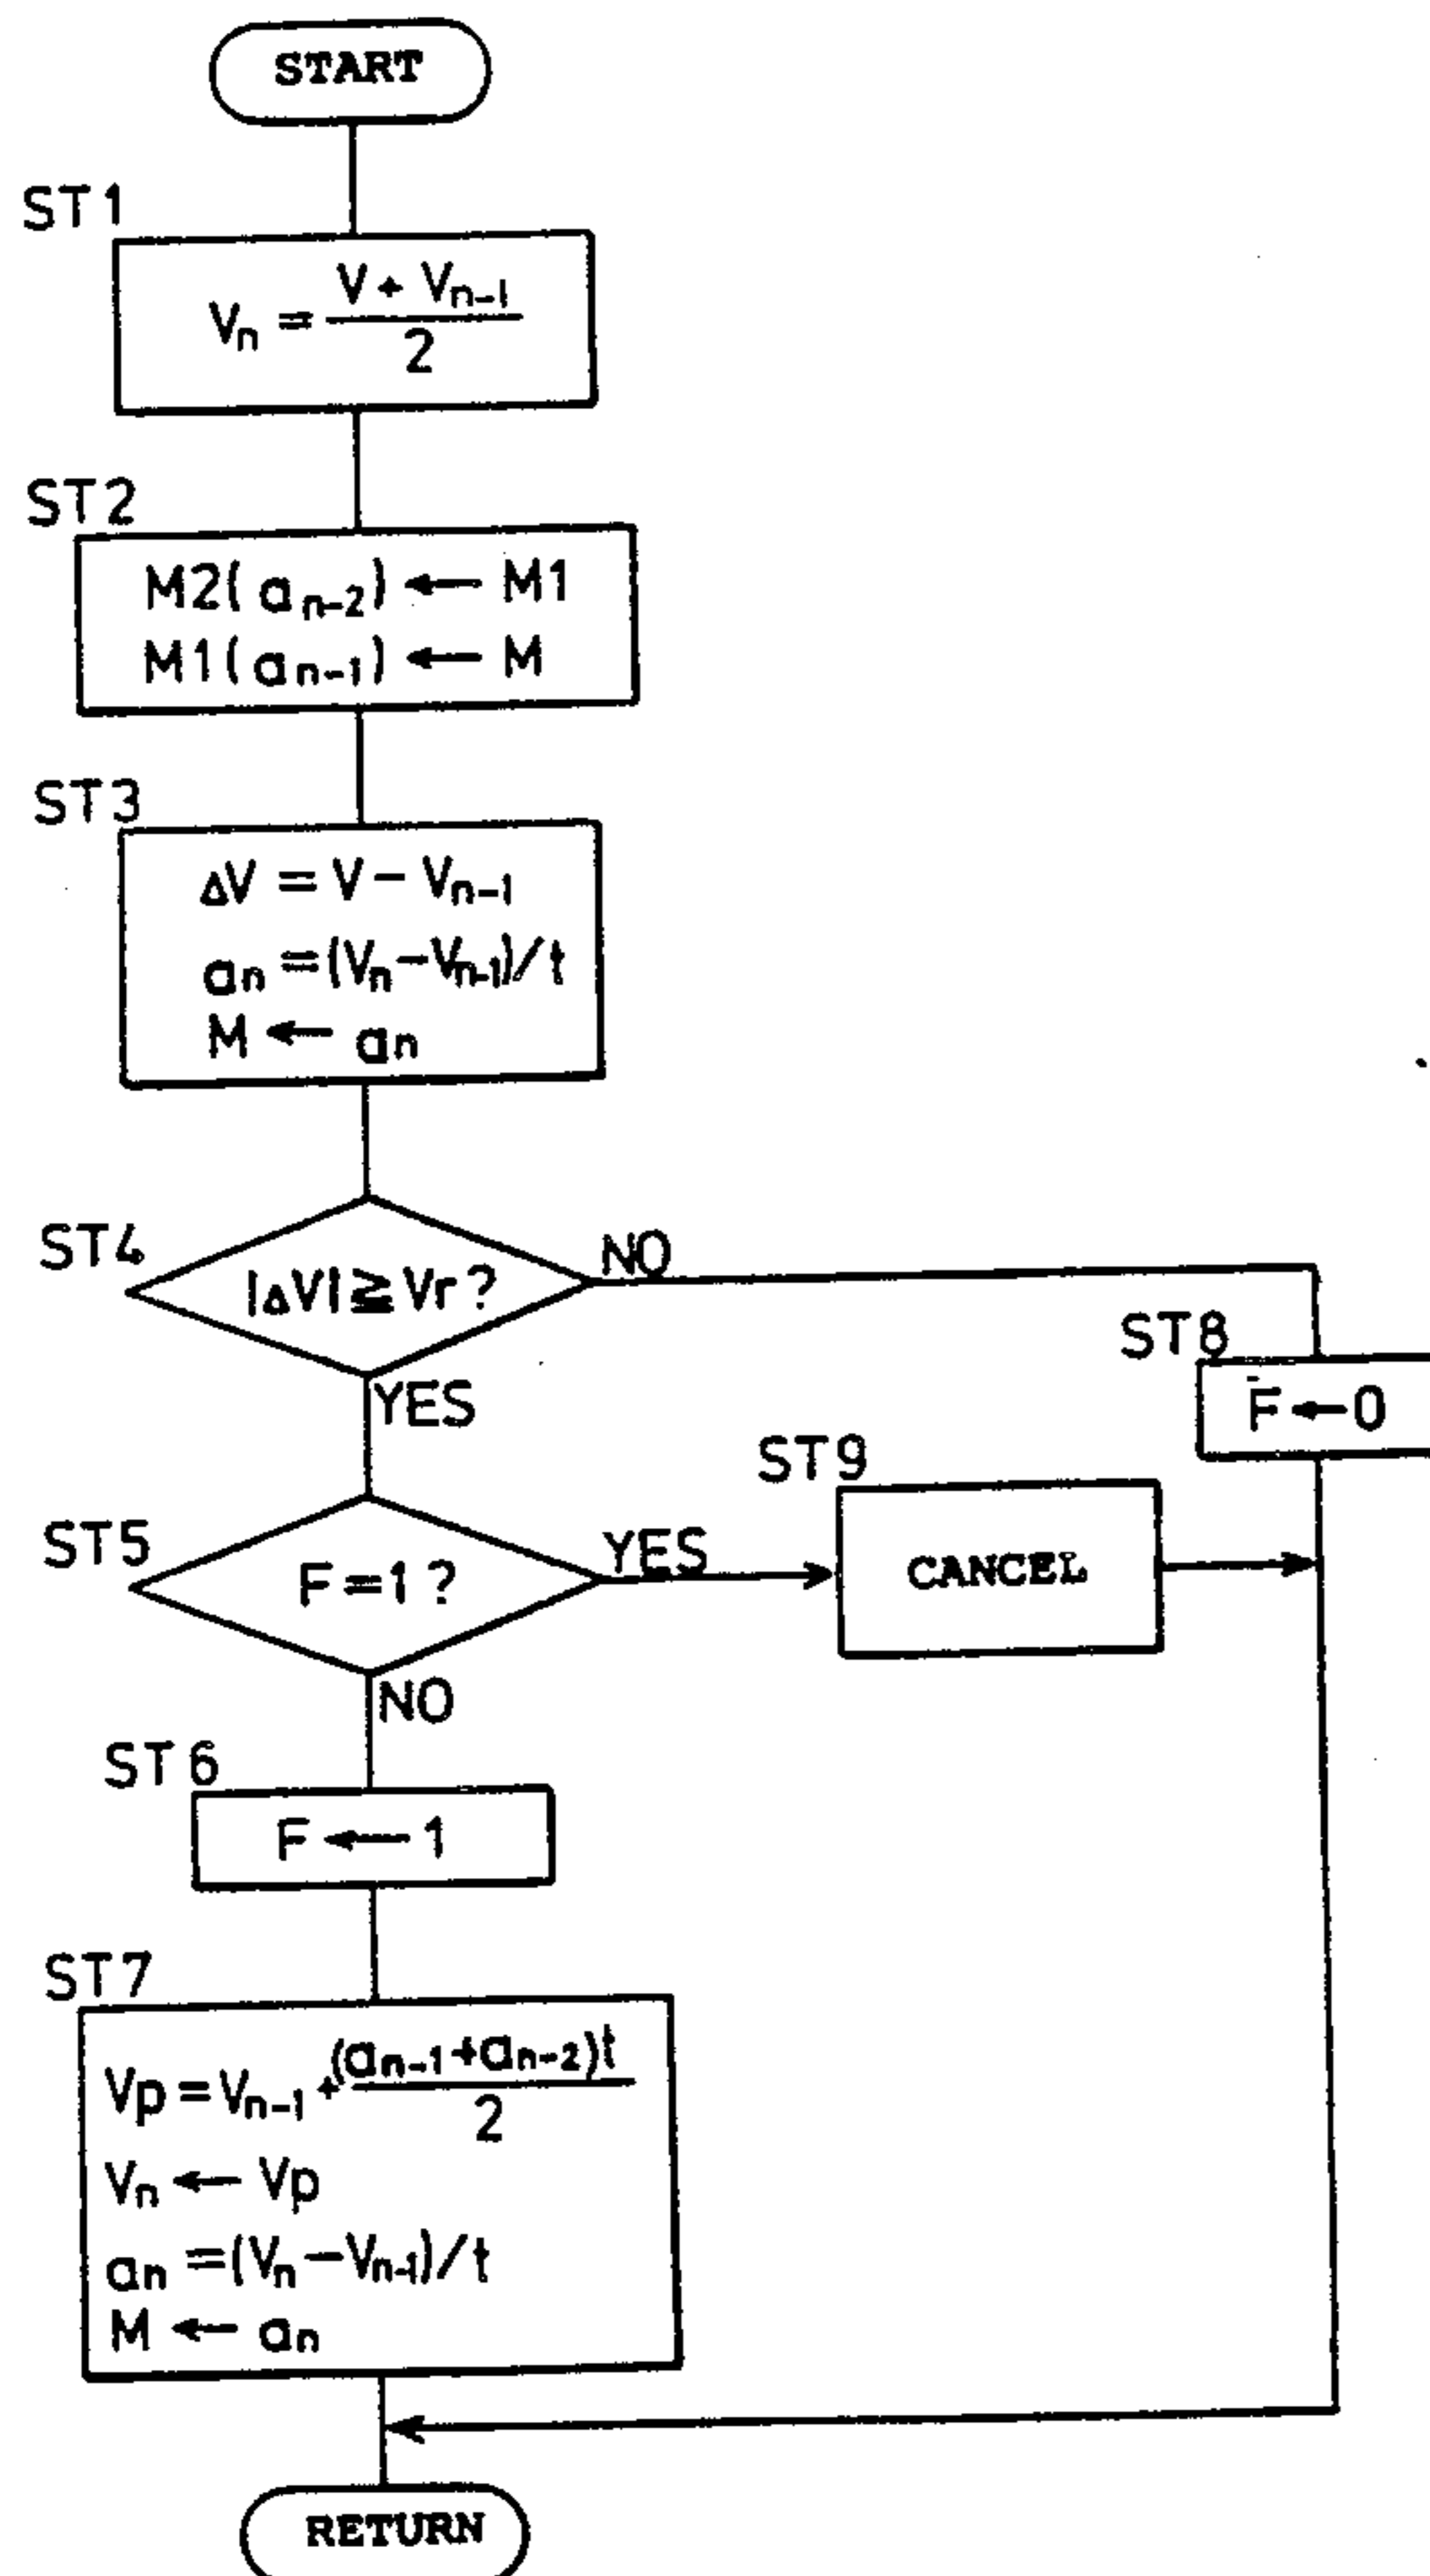 START
ST1
Vn = (V + Vn-1) / 2
ST2
M2(an-2) ← M1
M1(an-1) ← M
ST3
ΔV = V - Vn-1
an = (Vn - Vn-1)/t
M ← an
ST4
|ΔV| ≧ Vr ?
NO
YES
ST8
F ← 0
ST5
F = 1 ?
YES
ST9
CANCEL
NO
ST6
F ← 1
ST7
Vp = Vn-1 + (an-1 + an-2)t / 2
Vn ← Vp
an = (Vn - Vn-1)/t
M ← an
RETURN